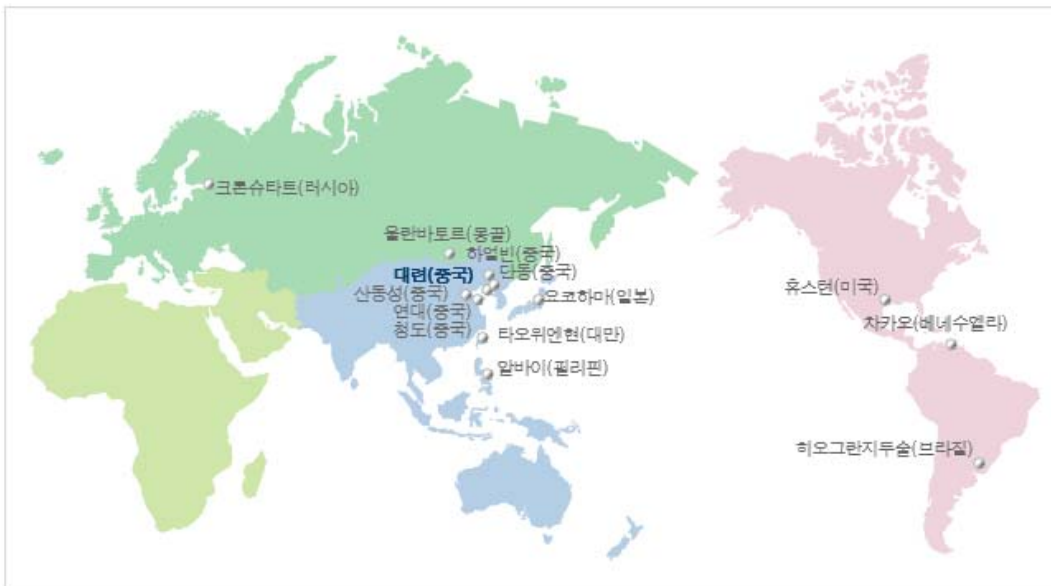 크론슈타트(러시아)
울란바토르(몽골)
하얼빈(중국)
대련(중국)
단동(중국)
산동성(중국)
요코하마(일본)
연대(중국)
청도(중국)
타오위엔현(대만)
알바이(필리핀)
휴스턴(미국)
차카오(베네수엘라)
히오그란지두술(브라질)